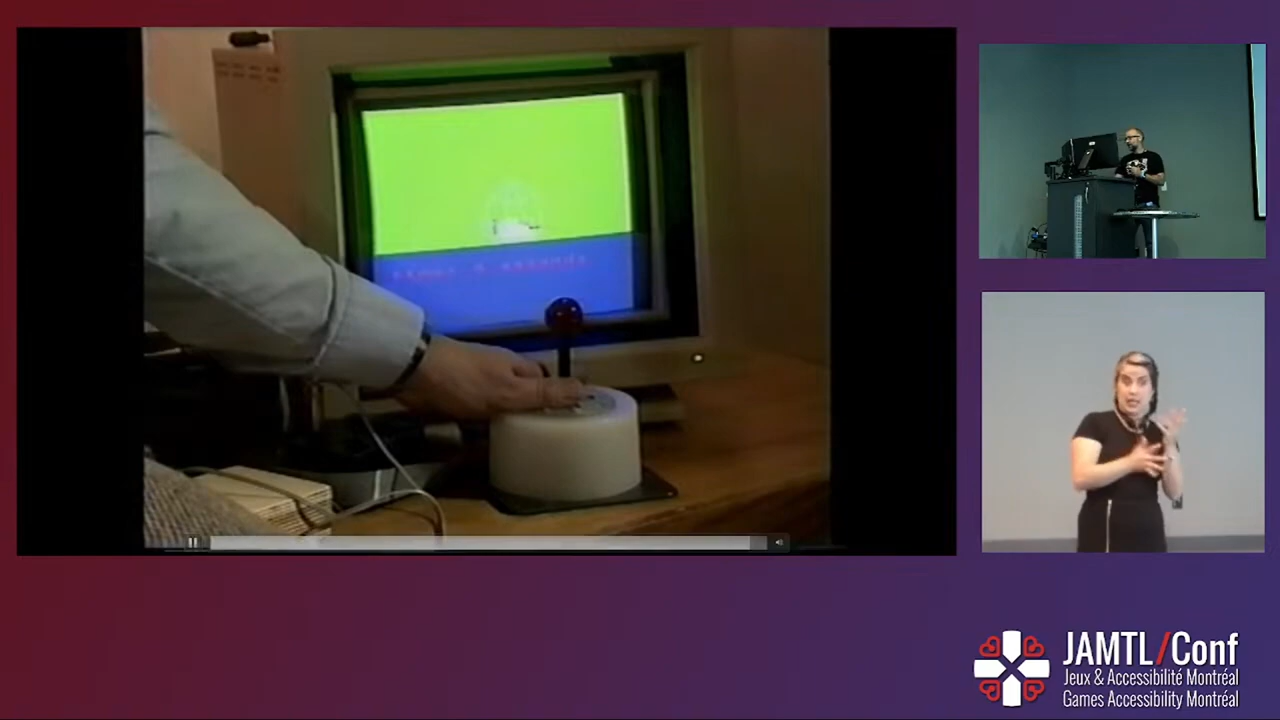 JAMTL/Conf
Jeux & Accessibilité Montréal
Games Accessibility Montréal